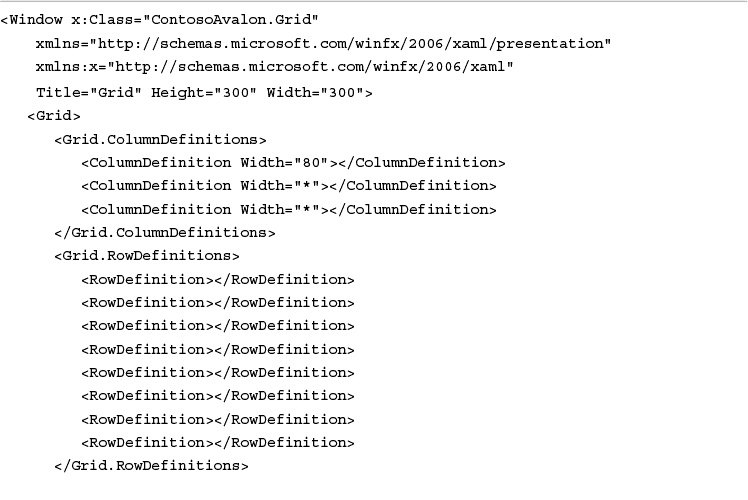 <Window x:Class="ContosoAvalon.Grid"
xmlns="http://schemas.microsoft.com/winfx/2006/xaml/presentation"
xmlns:x="http://schemas.microsoft.com/winfx/2006/xaml"
Title="Grid" Height="300" Width="300">
<Grid>
<Grid.ColumnDefinitions>
<ColumnDefinition Width="80"></ColumnDefinition>
<ColumnDefinition Width="*"></ColumnDefinition>
<ColumnDefinition Width="*"></ColumnDefinition>
</Grid.ColumnDefinitions>
<Grid.RowDefinitions>
<RowDefinition></RowDefinition>
<RowDefinition></RowDefinition>
<RowDefinition></RowDefinition>
<RowDefinition></RowDefinition>
<RowDefinition></RowDefinition>
<RowDefinition></RowDefinition>
<RowDefinition></RowDefinition>
<RowDefinition></RowDefinition>
</Grid.RowDefinitions>